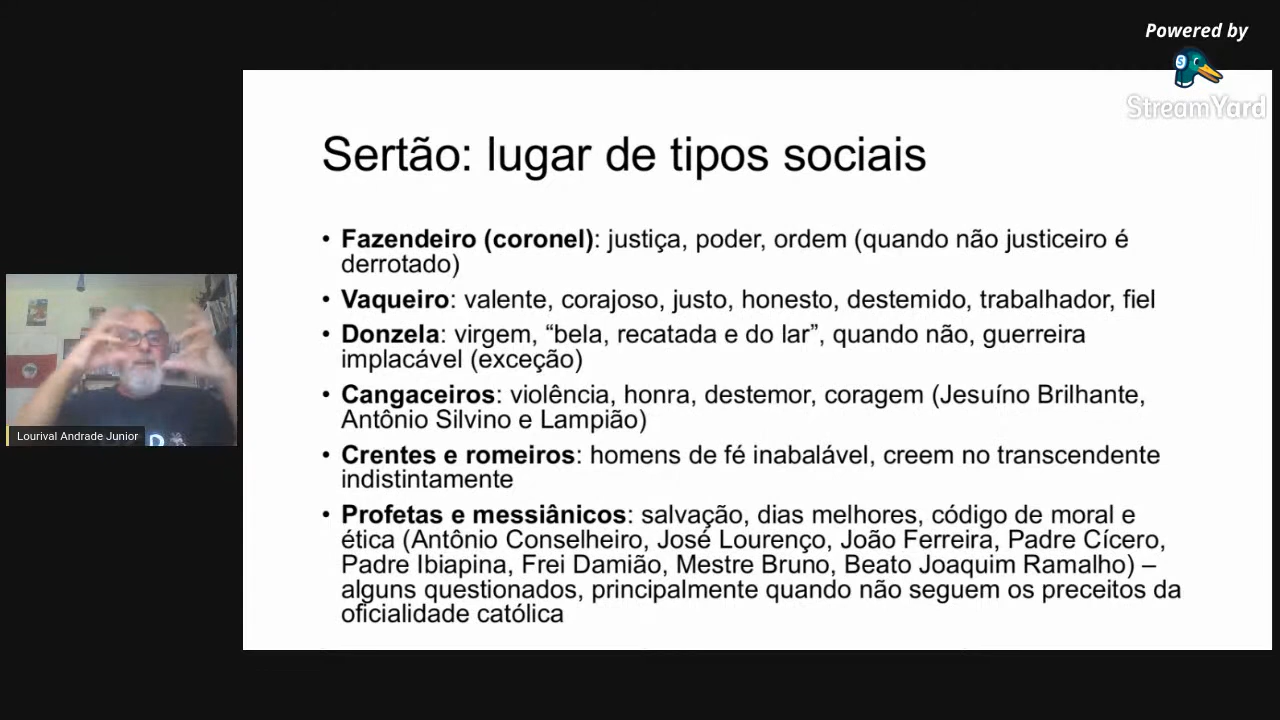 Powered by
StreamYard
Sertão: lugar de tipos sociais
• Fazendeiro (coronel): justiça, poder, ordem (quando não justiceiro é
derrotado)
• Vaqueiro: valente, corajoso, justo, honesto, destemido, trabalhador, fiel
• Donzela: virgem, “bela, recatada e do lar”, quando não, guerreira
implacável (exceção)
• Cangaceiros: violência, honra, destemor, coragem (Jesuíno Brilhante,
Antônio Silvino e Lampião)
• Crentes e romeiros: homens de fé inabalável, creem no transcendente
indistintamente
• Profetas e messiânicos: salvação, dias melhores, código de moral e
ética (Antônio Conselheiro, José Lourenço, João Ferreira, Padre Cícero,
Padre Ibiapina, Frei Damião, Mestre Bruno, Beato Joaquim Ramalho) –
alguns questionados, principalmente quando não seguem os preceitos da
oficialidade católica
Lourival Andrade Junior